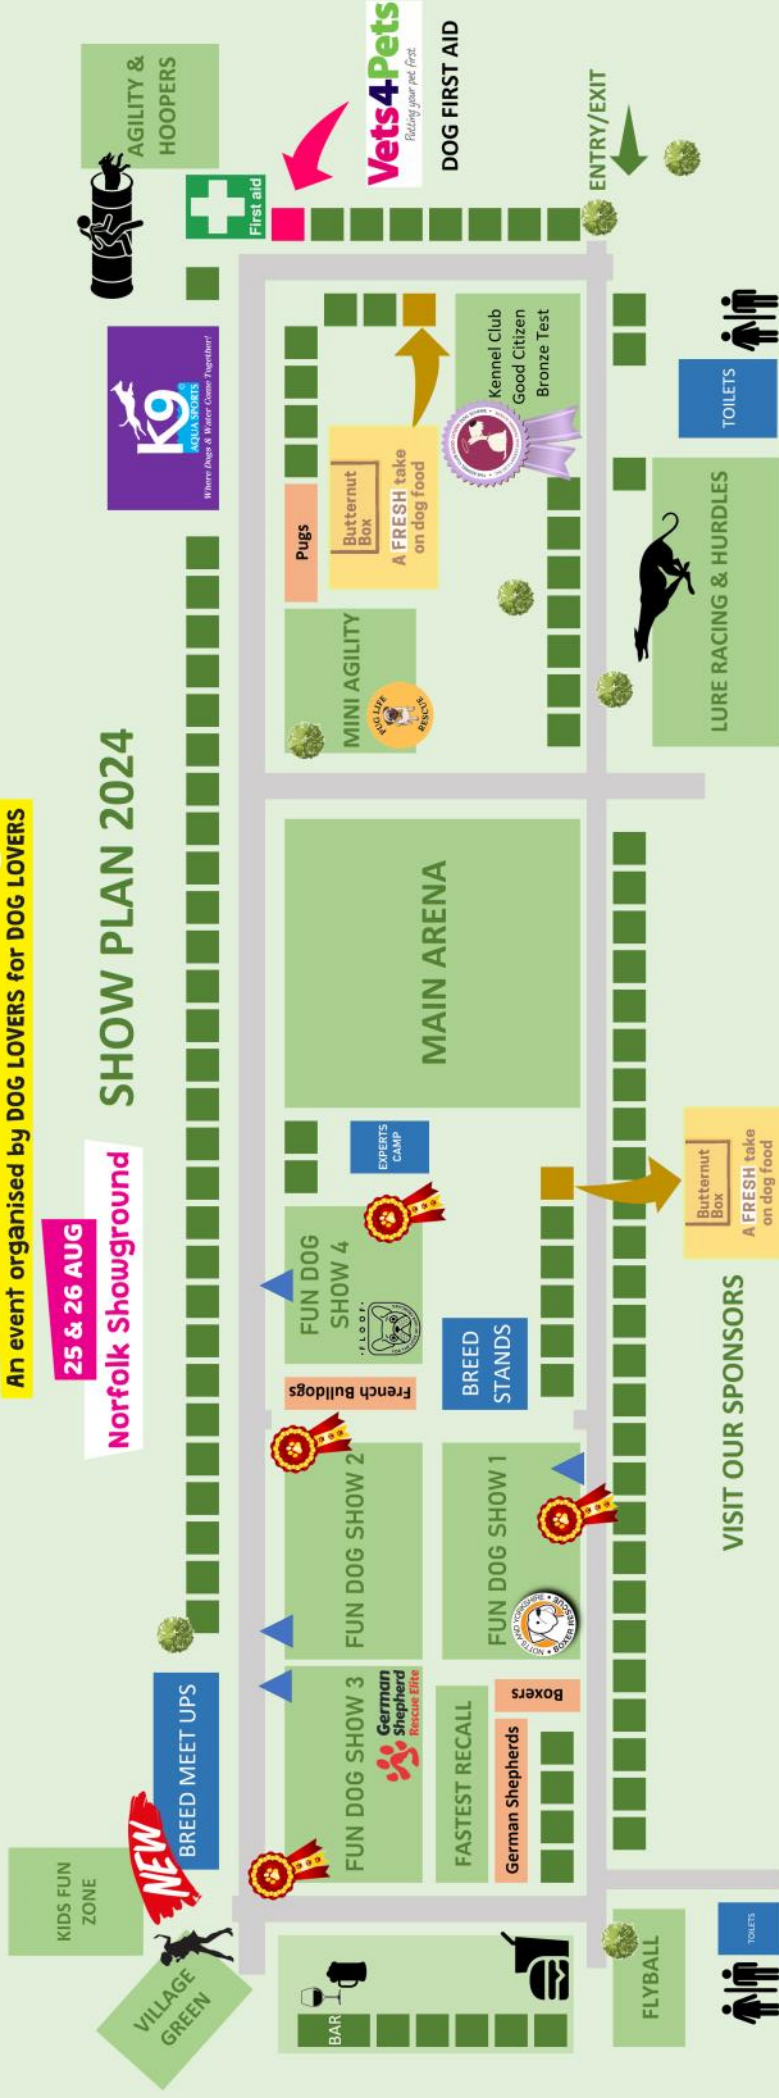 An event organised by DOG LOVERS for DOG LOVERS
25 & 26 AUG
Norfolk Showground
SHOW PLAN 2024
KIDS FUN
ZONE
VILLAGE
GREEN
NEW
BREED MEET UPS
K9
AQUA SPORTS
Where Dogs & Water Come Together!
AGILITY &
HOOPERS
First aid
Vets4Pets
Putting your pet first
DOG FIRST AID
ENTRY/EXIT
BAR
FUN DOG SHOW 3
German
Shepherd
Rescue Elite
FUN DOG SHOW 2
French Bulldogs
FUN DOG
SHOW 4
FLOOF
EXPERTS
CAMP
MAIN ARENA
MINI AGILITY
PUG LIFE
RESCUE
Pugs
Butternut
Box
A FRESH take
on dog food
Kennel Club
Good Citizen
Bronze Test
FASTEST RECALL
German Shepherds
Boxers
FUN DOG SHOW 1
NOTTS AND YORKSHIRE
BOXER RESCUE
BREED
STANDS
FLYBALL
TOILETS
VISIT OUR SPONSORS
Butternut
Box
A FRESH take
on dog food
LURE RACING & HURDLES
TOILETS